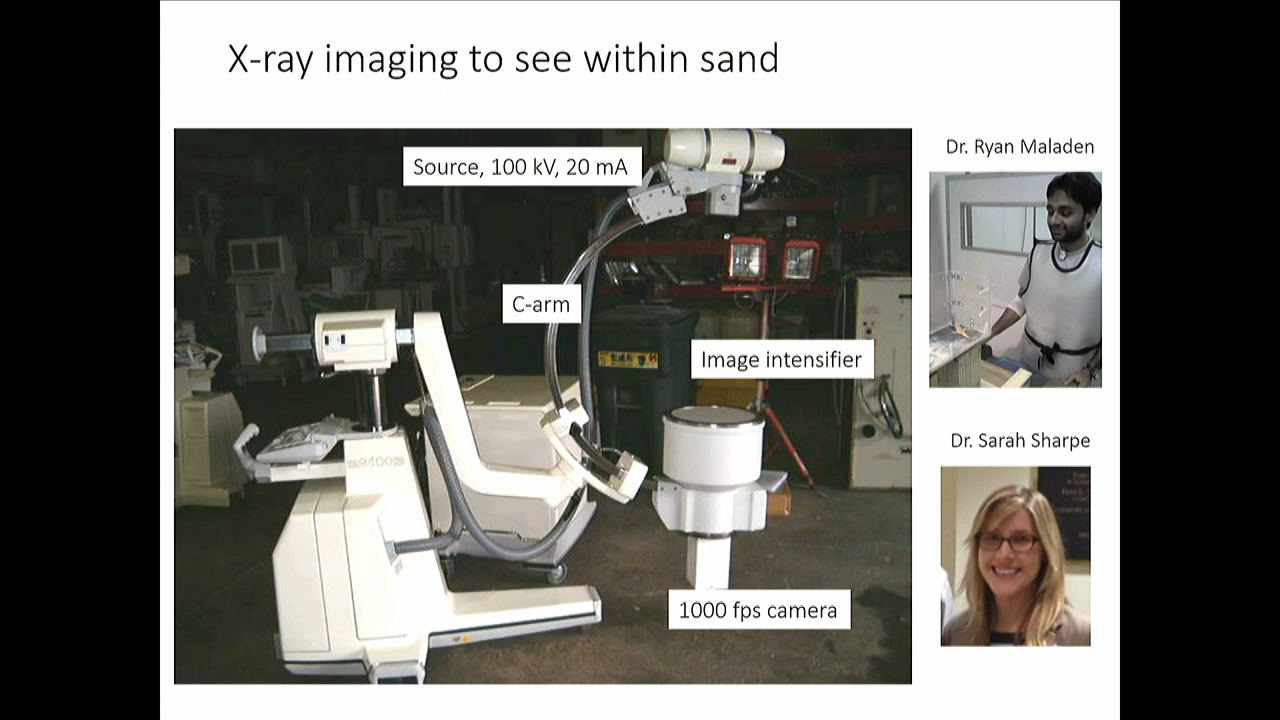 X-ray imaging to see within sand
Dr. Ryan Maladen
Source, 100 kV, 20 mA
C-arm
Image intensifier
Dr. Sarah Sharpe
9400
1000 fps camera